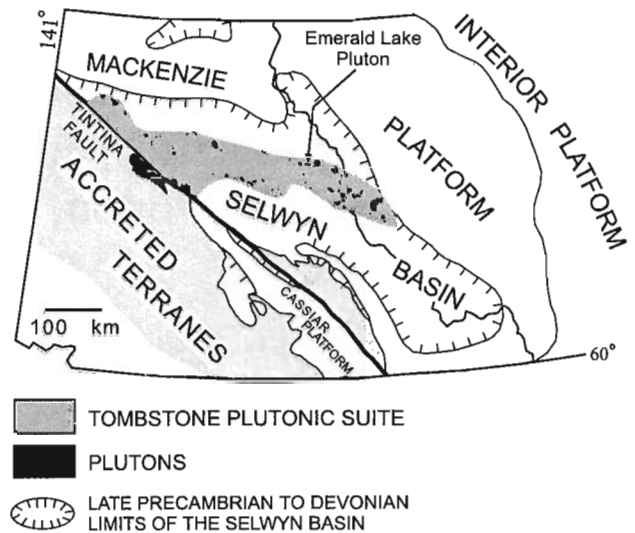 141°
Emerald Lake
Pluton
INTERIOR PLATFORM
MACKENZIE
PLATFORM
TINTINA
FAULT
ACCRETED
TERRANES
SELWYN
BASIN
CASSIAR
PLATFORM
100 km
60°
TOMBSTONE PLUTONIC SUITE
PLUTONS
LATE PRECAMBRIAN TO DEVONIAN
LIMITS OF THE SELWYN BASIN